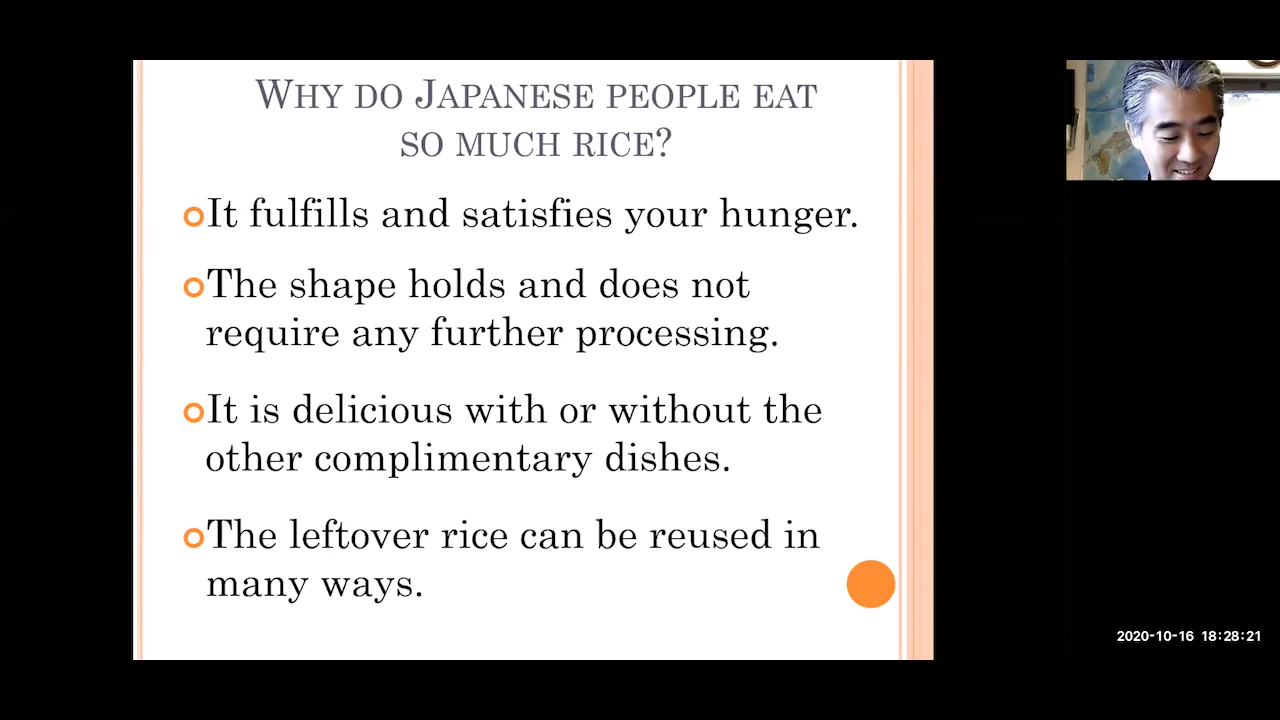 WHY DO JAPANESE PEOPLE EAT
SO MUCH RICE?
It fulfills and satisfies your hunger.
The shape holds and does not
require any further processing.
It is delicious with or without the
other complimentary dishes.
The leftover rice can be reused in
many ways.
2020-10-16 18:28:21